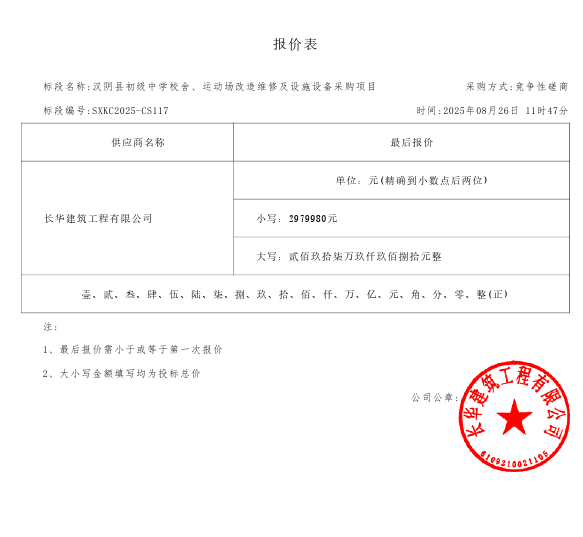 报价表
标段名称:汉阴县初级中学校舍、运动场改造维修及设施设备采购项目 采购方式:竞争性磋商
标段编号:SXKC2025-CS117 时间:2025年08月26日 11时47分
供应商名称 最后报价
单位：元(精确到小数点后两位)
长华建筑工程有限公司
小写：2979980元
大写：贰佰玖拾柒万玖仟玖佰捌拾元整
壹、贰、叁、肆、伍、陆、柒、捌、玖、拾、佰、仟、万、亿、元、角、分、零、整(正)
注:
1、最后报价需小于或等于第一次报价
2、大小写金额填写均为投标总价
公司公章:
长华建筑工程有限公司
6109210021105